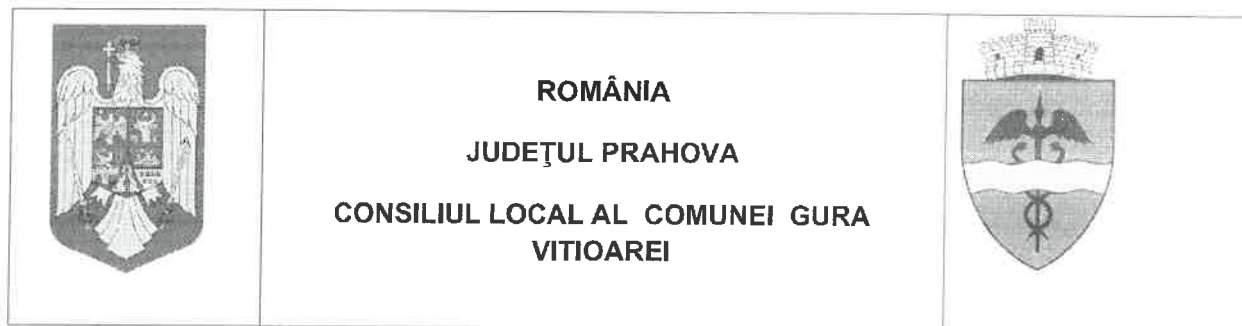 ROMÂNIA
JUDEŢUL PRAHOVA
CONSILIUL LOCAL AL COMUNEI GURA
VITIOAREI